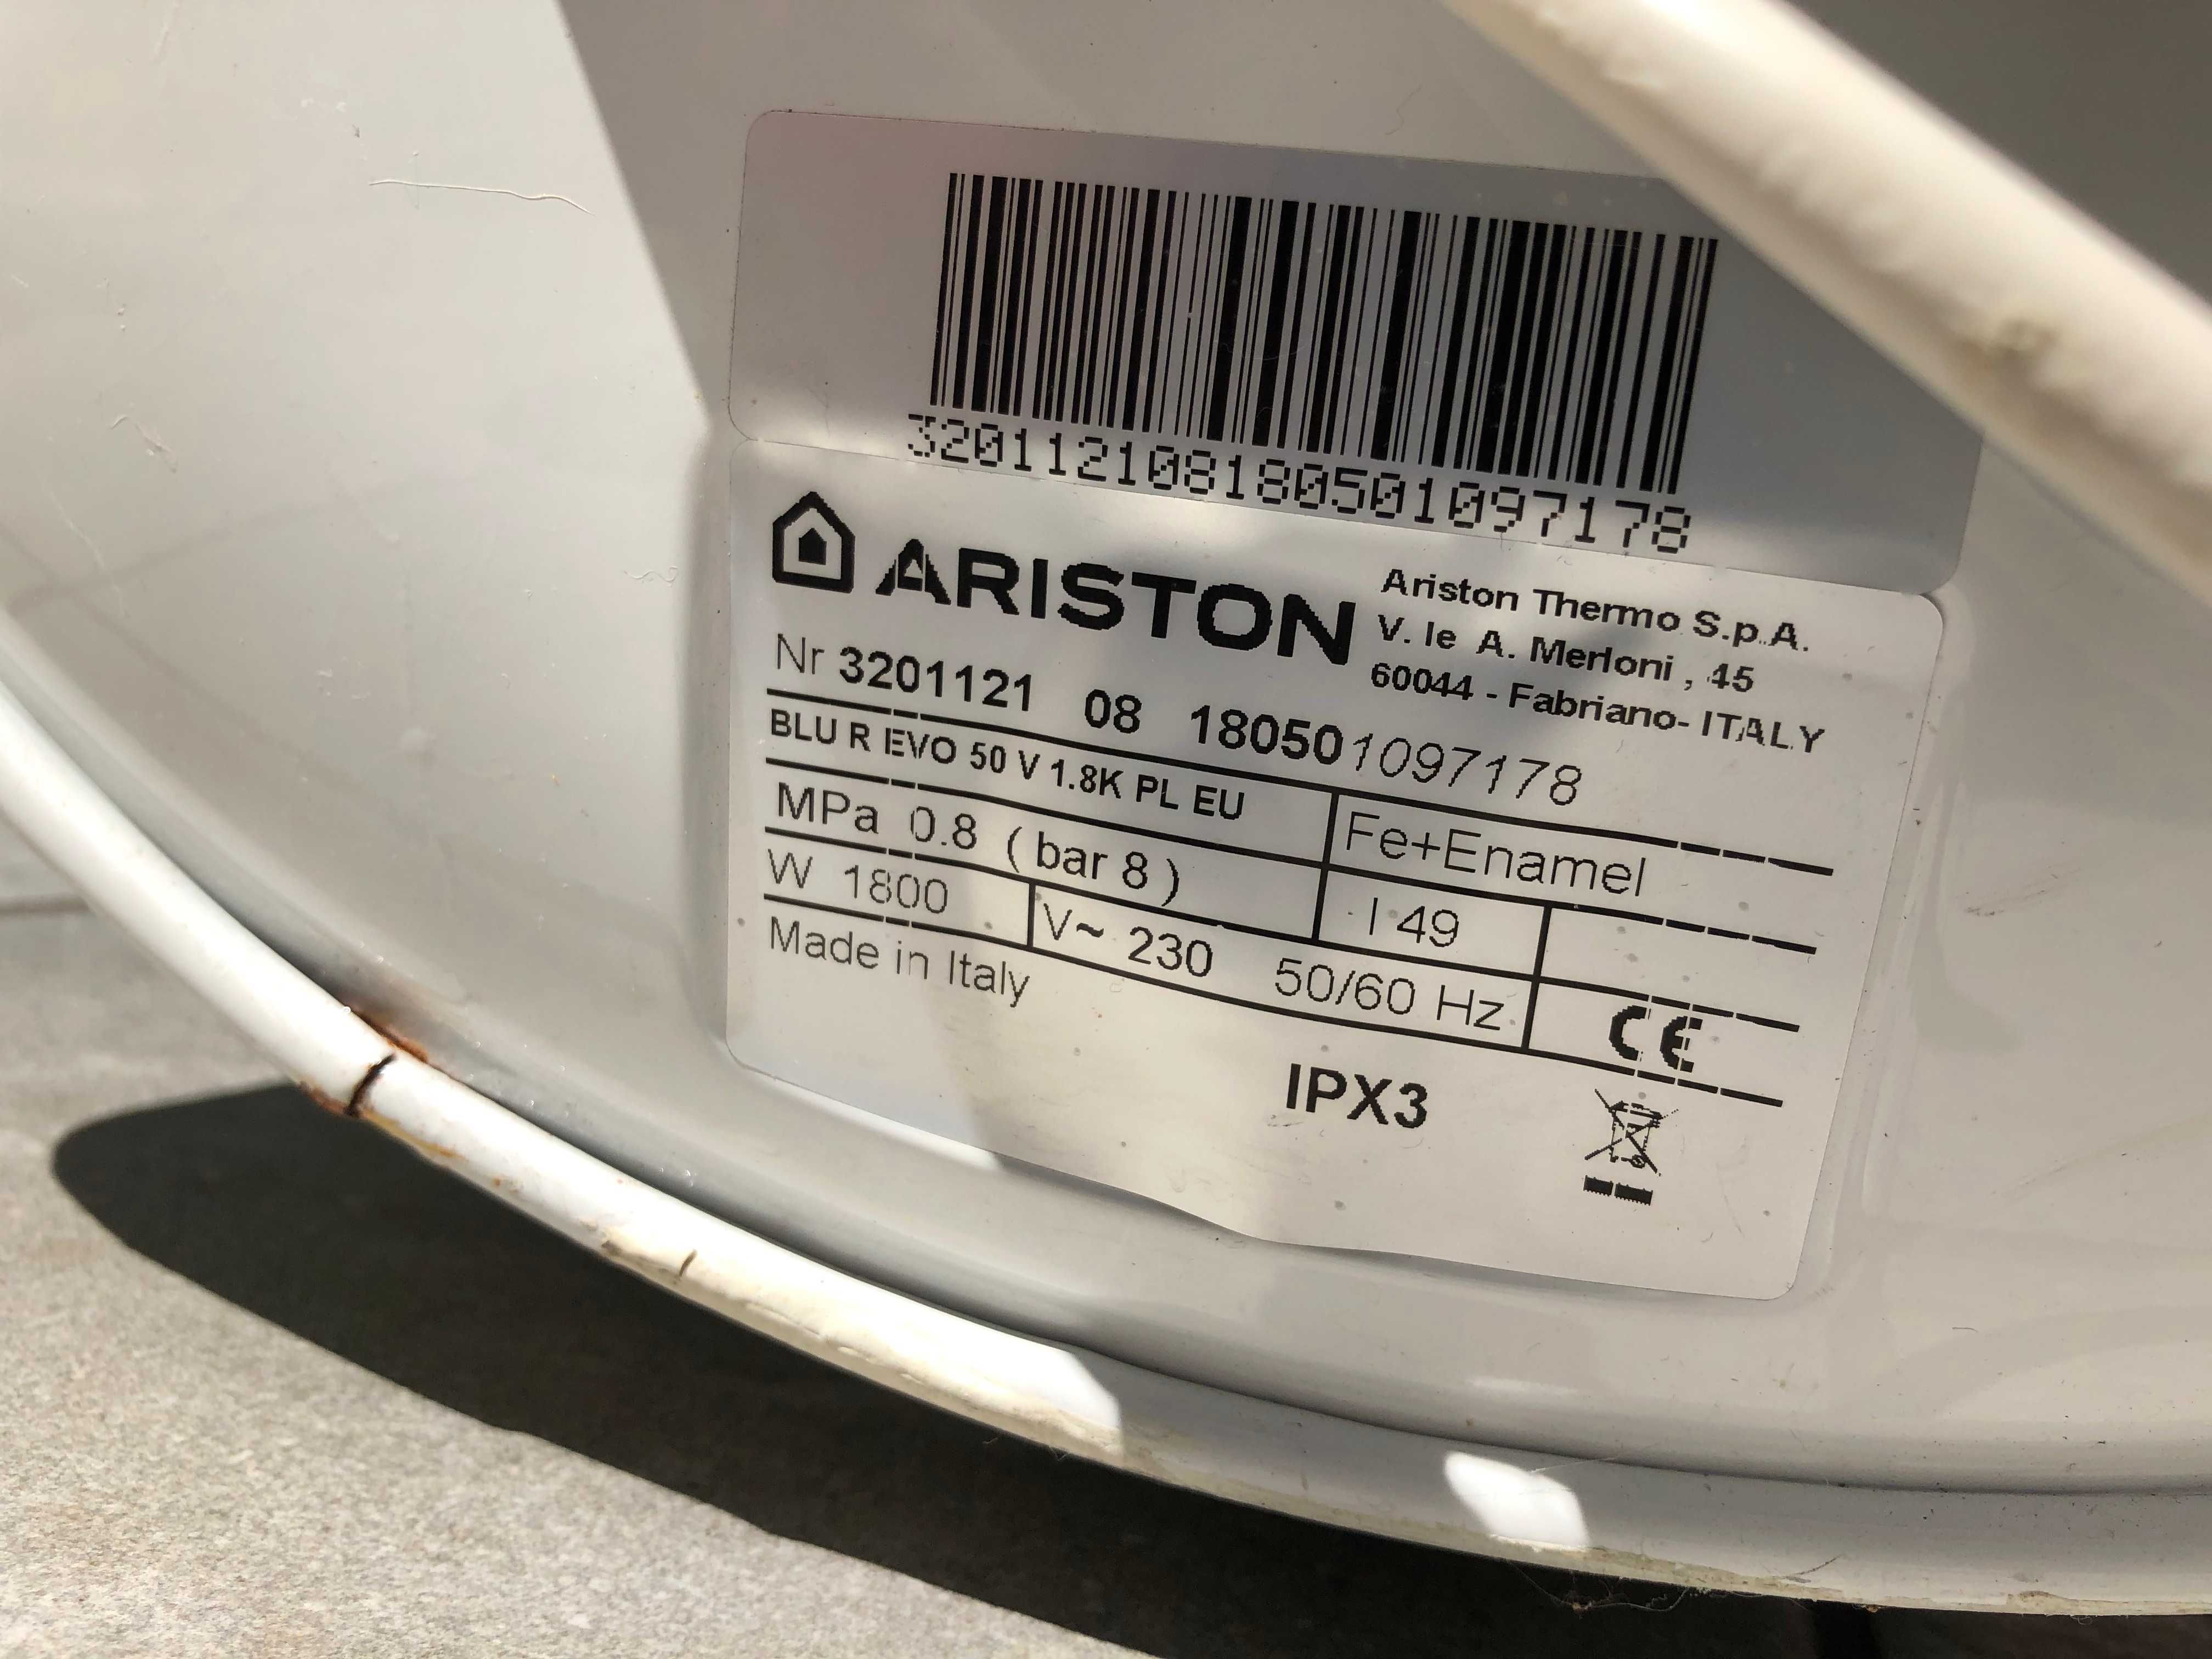 32011210818050109​7178
ARISTON
Ariston Thermo S.p.A.
V. le A. Merloni , 45
60044 - Fabriano- ITALY
Nr 3201121 08 180501097178
BLU R EVO 50 V 1.8K PL EU
Fe+Enamel
MPa 0.8 ( bar 8 )
l 49
W 1800
V~ 230 50/60 Hz
CE
Made in Italy
IPX3